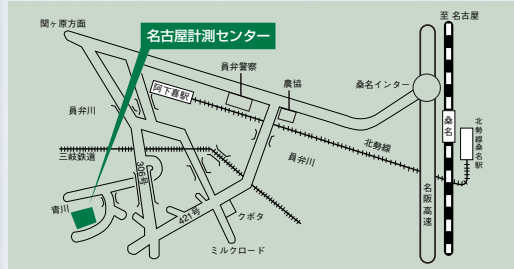 至 名古屋
関ヶ原方面
名古屋計測センター
員弁警察
農協
桑名インター
阿下喜駅
員弁川
桑名
北勢線桑名駅
北勢線
三岐鉄道
員弁川
306号
名阪高速
青川
421号
クボタ
ミルクロード